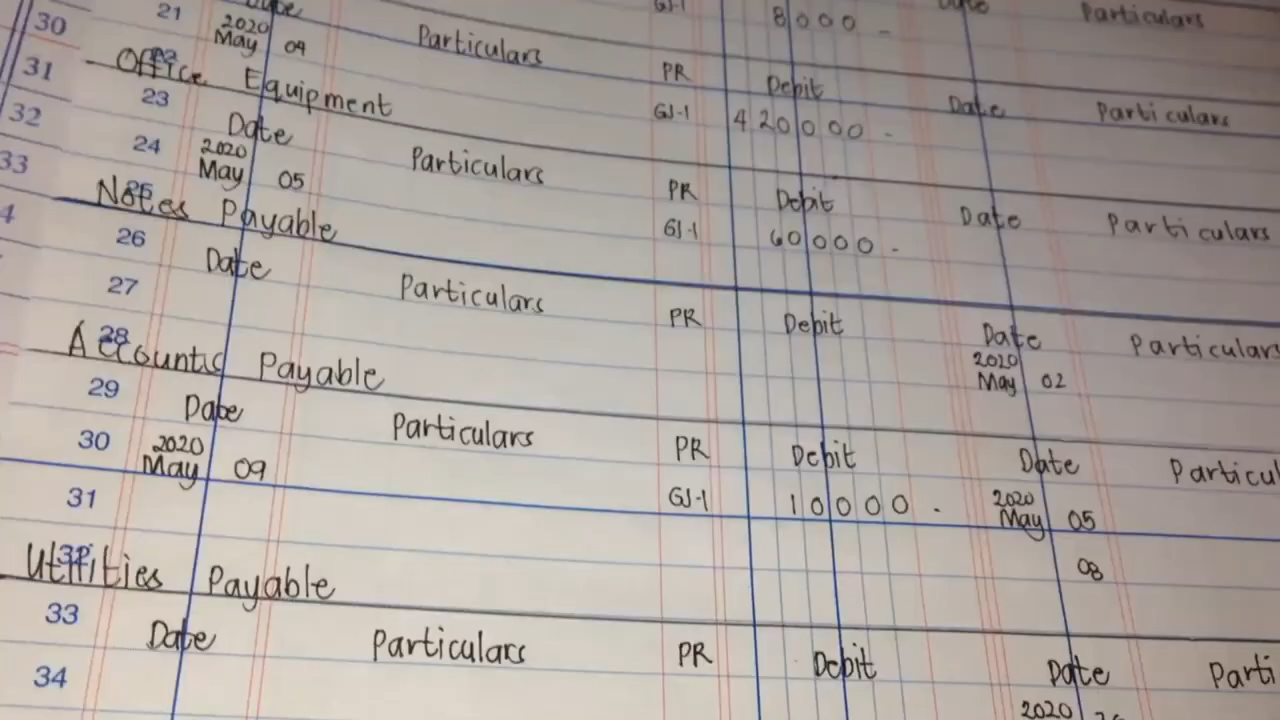 GJ-1 8000 - Date Particulars
30 21 2020 May 04 Particulars PR Debit Date Particulars
31 Office Equipment GJ-1 420000 -
32 23 Date Particulars PR Debit Date Particulars
33 24 2020 May 05 GJ-1 60000 -
Notes Payable
26 Date Particulars PR Debit Date Particulars
27 2020 May 02
28 Accounts Payable
29 Date Particulars PR Debit Date Particul
30 2020 May 09 GJ-1 10000 - 2020 May 05
31 08
32 Utilities Payable
33 Date Particulars PR Debit Date Parti
34 2020